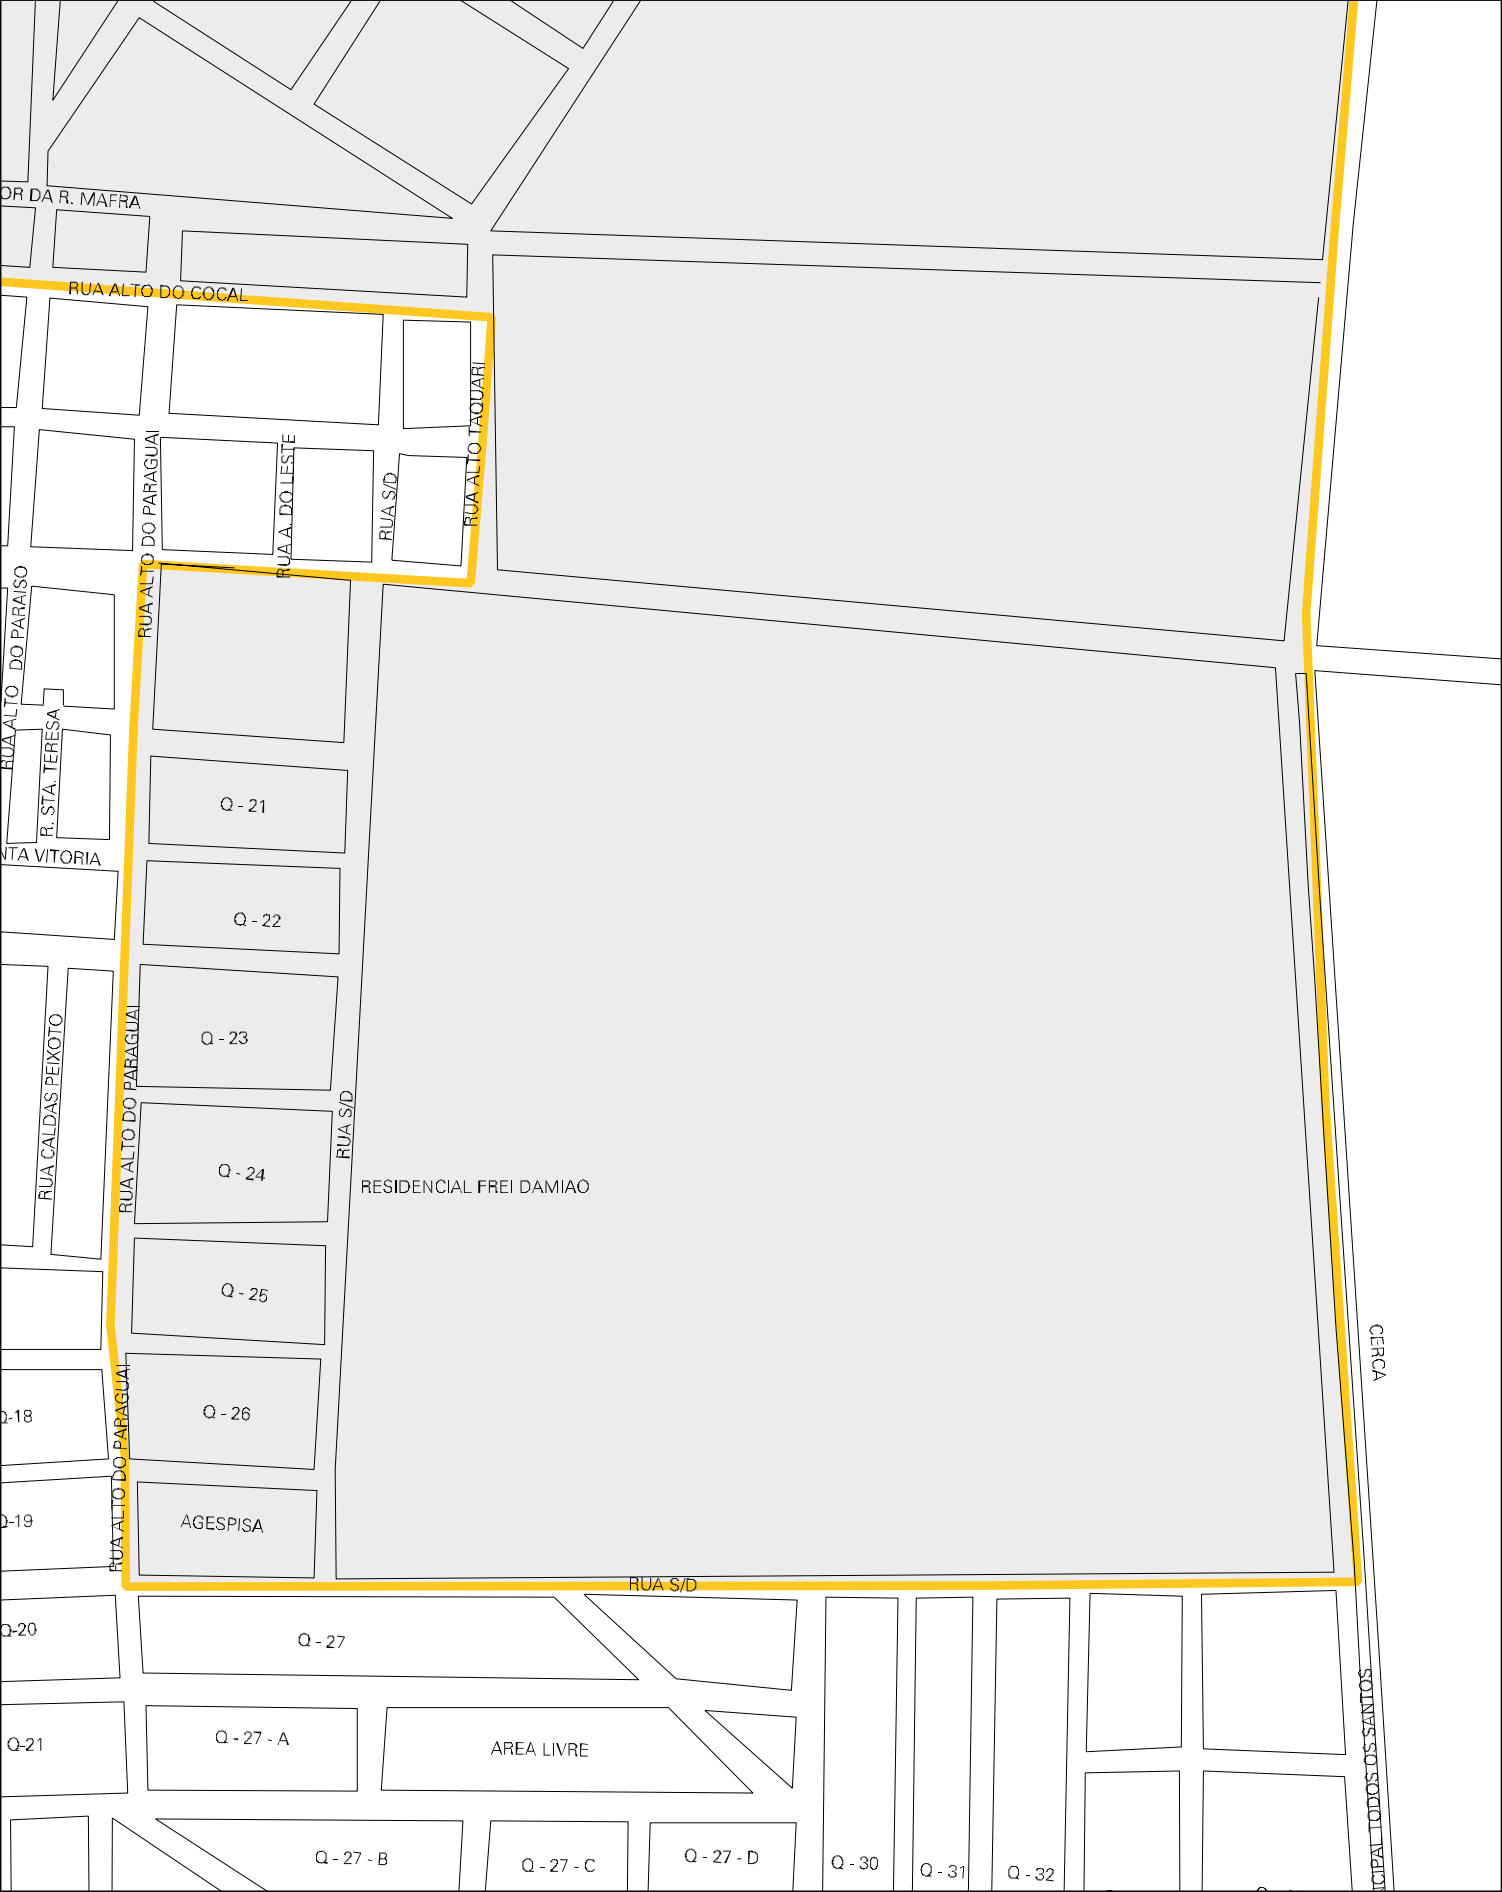 OR DA R. MAFRA
RUA ALTO DO COCAL
RUA ALTO TAQUARI
RUA ALTO DO PARAGUAI
RUA A. DO LESTE
RUA S/D
RUA ALTO DO PARAISO
R. STA. TERESA
Q - 21
NTA VITORIA
Q - 22
RUA ALTO DO PARAGUAI
RUA CALDAS PEIXOTO
Q - 23
RUA S/D
Q - 24
RESIDENCIAL FREI DAMIAO
Q - 25
CERCA
RUA ALTO DO PARAGUAI
Q - 26
Q-18
Q-19
AGESPISA
RUA S/D
Q-20
Q - 27
NCIPAL TODOS OS SANTOS
Q-21
Q - 27 - A
AREA LIVRE
Q - 27 - B
Q - 27 - C
Q - 27 - D
Q - 30
Q - 31
Q - 32